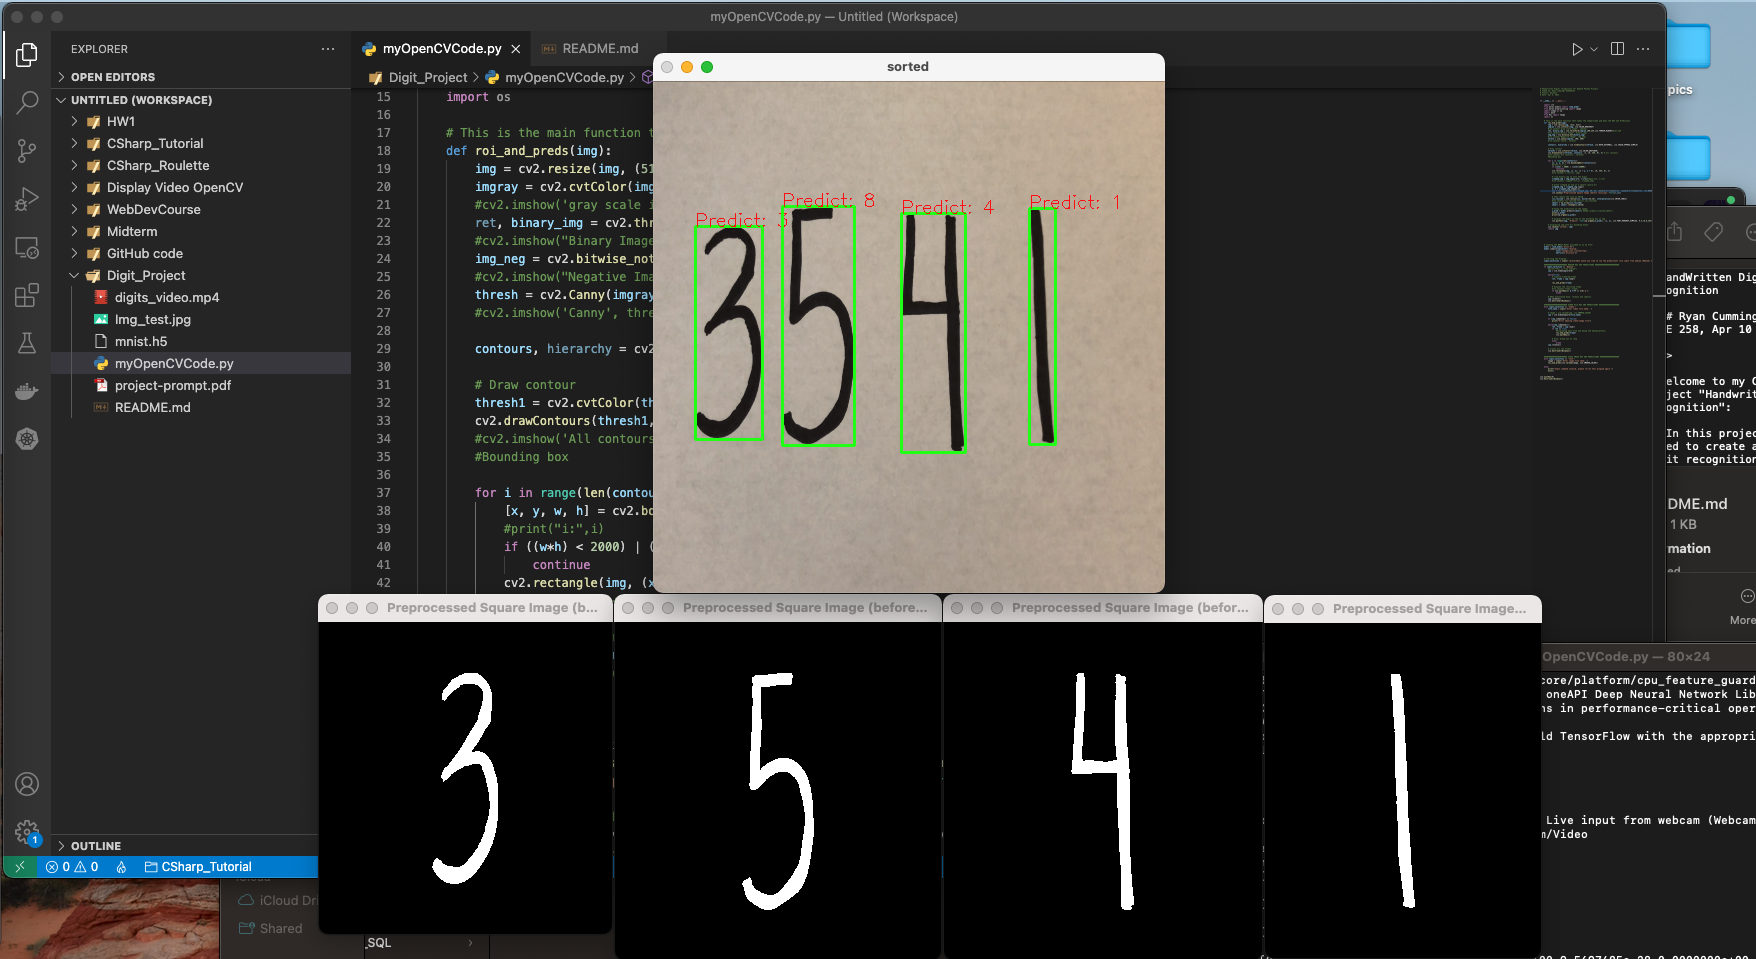 myOpenCVCode.py — Untitled (Workspace)
EXPLORER
OPEN EDITORS
UNTITLED (WORKSPACE)
HW1
CSharp_Tutorial
CSharp_Roulette
Display Video OpenCV
WebDevCourse
Midterm
GitHub code
Digit_Project
digits_video.mp4
Img_test.jpg
mnist.h5
myOpenCVCode.py
project-prompt.pdf
README.md
OUTLINE
0 0 CSharp_Tutorial
1
myOpenCVCode.py README.md
Digit_Project > myOpenCVCode.py >
15 import os
16
17 # This is the main function t
18 def roi_and_preds(img):
19 img = cv2.resize(img, (51
20 imgray = cv2.cvtColor(img
21 #cv2.imshow('gray scale i
22 ret, binary_img = cv2.thr
23 #cv2.imshow("Binary Image
24 img_neg = cv2.bitwise_not
25 #cv2.imshow("Negative Ima
26 thresh = cv2.Canny(imgray
27 #cv2.imshow('Canny', thre
28
29 contours, hierarchy = cv2
30
31 # Draw contour
32 thresh1 = cv2.cvtColor(th
33 cv2.drawContours(thresh1,
34 #cv2.imshow('All contours
35 #Bounding box
36
37 for i in range(len(contou
38 [x, y, w, h] = cv2.bo
39 #print("i:",i)
40 if ((w*h) < 2000) | (
41 continue
42 cv2.rectangle(img, (x
sorted
Predict: 3 Predict: 8 Predict: 4 Predict: 1
3 5 4 1
Preprocessed Square Image (b...
3
Preprocessed Square Image (before...
5
Preprocessed Square Image (befor...
4
Preprocessed Square Image...
1
pics
andWritten Dig
ognition
# Ryan Cumming
E 258, Apr 10
>
elcome to my C
ject "Handwrit
ognition":
In this projec
ed to create a
it recognition
DME.md
1 KB
mation
More
OpenCVCode.py — 80×24
core/platform/cpu_feature_guard
oneAPI Deep Neural Network Lib
ns in performance-critical oper
ld TensorFlow with the appropri
Live input from webcam (Webcam
m/Video
iCloud Dri
Shared
_SQL